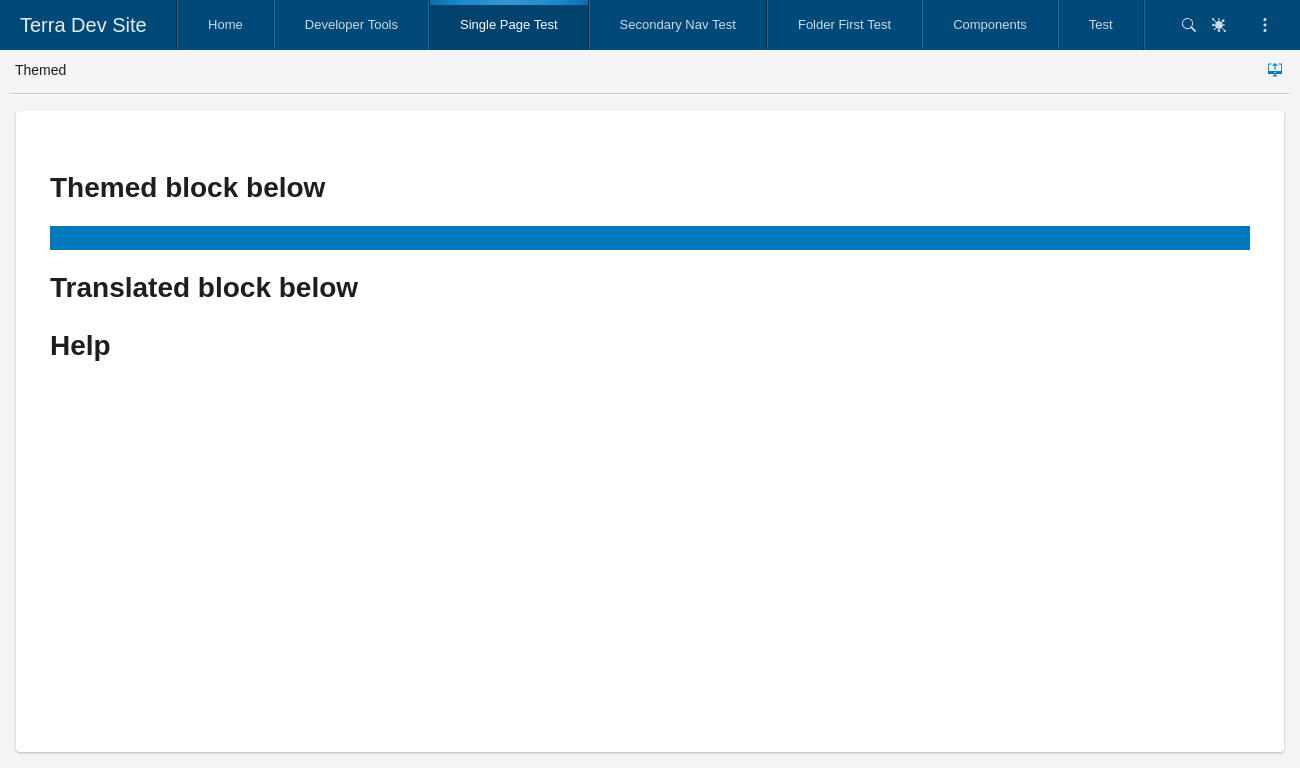 Terra Dev Site
Home
Developer Tools
Single Page Test
Secondary Nav Test
Folder First Test
Components
Test
Themed
Themed block below
Translated block below
Help